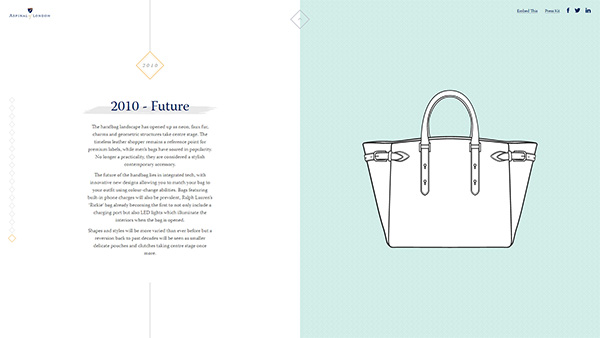 ASPINAL of LONDON
Embed This Press Kit
2010
2010 - Future
The handbag landscape has opened up as neon, faux fur,
charms and geometric structures take centre stage. The
timeless leather shopper remains a reference point for
premium labels, while men's bags have soared in popularity.
No longer a practicality, they are considered a stylish
contemporary accessory.
The future of the handbag lies in integrated tech, with
innovative new designs allowing you to match your bag to
your outfit using colour-change abilities. Bags featuring
built in phone chargers will also be prevalent, Ralph Lauren's
'Ricky' bag already becoming the first to not only include a
charging port but also LED lights which illuminate the
interiors when the bag is opened.
Shapes and styles will be more varied than ever before but a
reversion back to past decades will be seen as smaller
delicate pouches and clutches taking centre stage once
more.